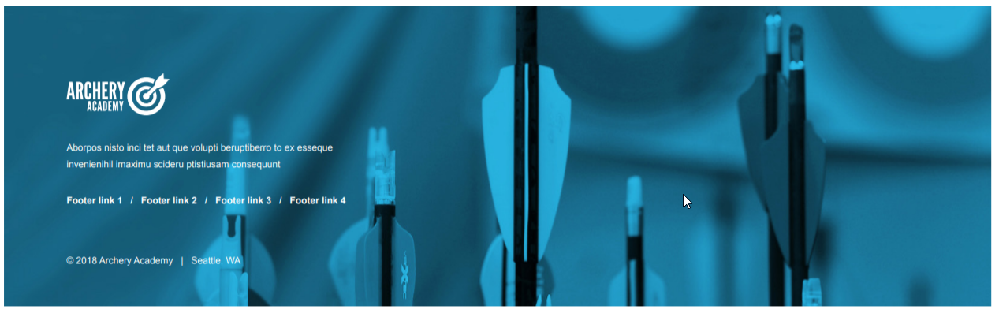 ARCHERY
ACADEMY
Aborpos nisto inci tet aut que volupti beruptiberro to ex esseque
invenienihil imaximu scideru ptistiusam consequunt
Footer link 1 / Footer link 2 / Footer link 3 / Footer link 4
© 2018 Archery Academy | Seattle, WA